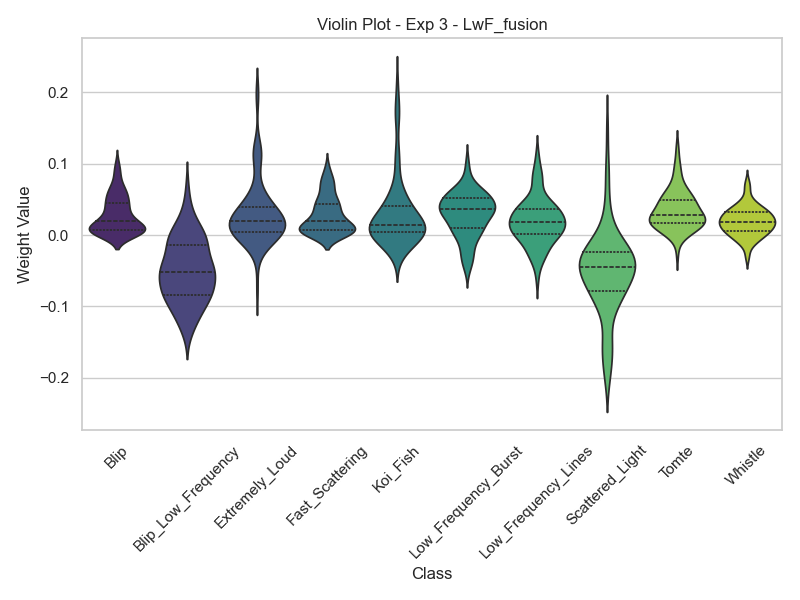 Violin Plot - Exp 3 - LwF_fusion
Weight Value
0.2
0.1
0.0
−0.1
−0.2
Blip
Blip_Low_Frequency
Extremely_Loud
Fast_Scattering
Koi_Fish
Low_Frequency_Burst
Low_Frequency_Lines
Scattered_Light
Tomte
Whistle
Class